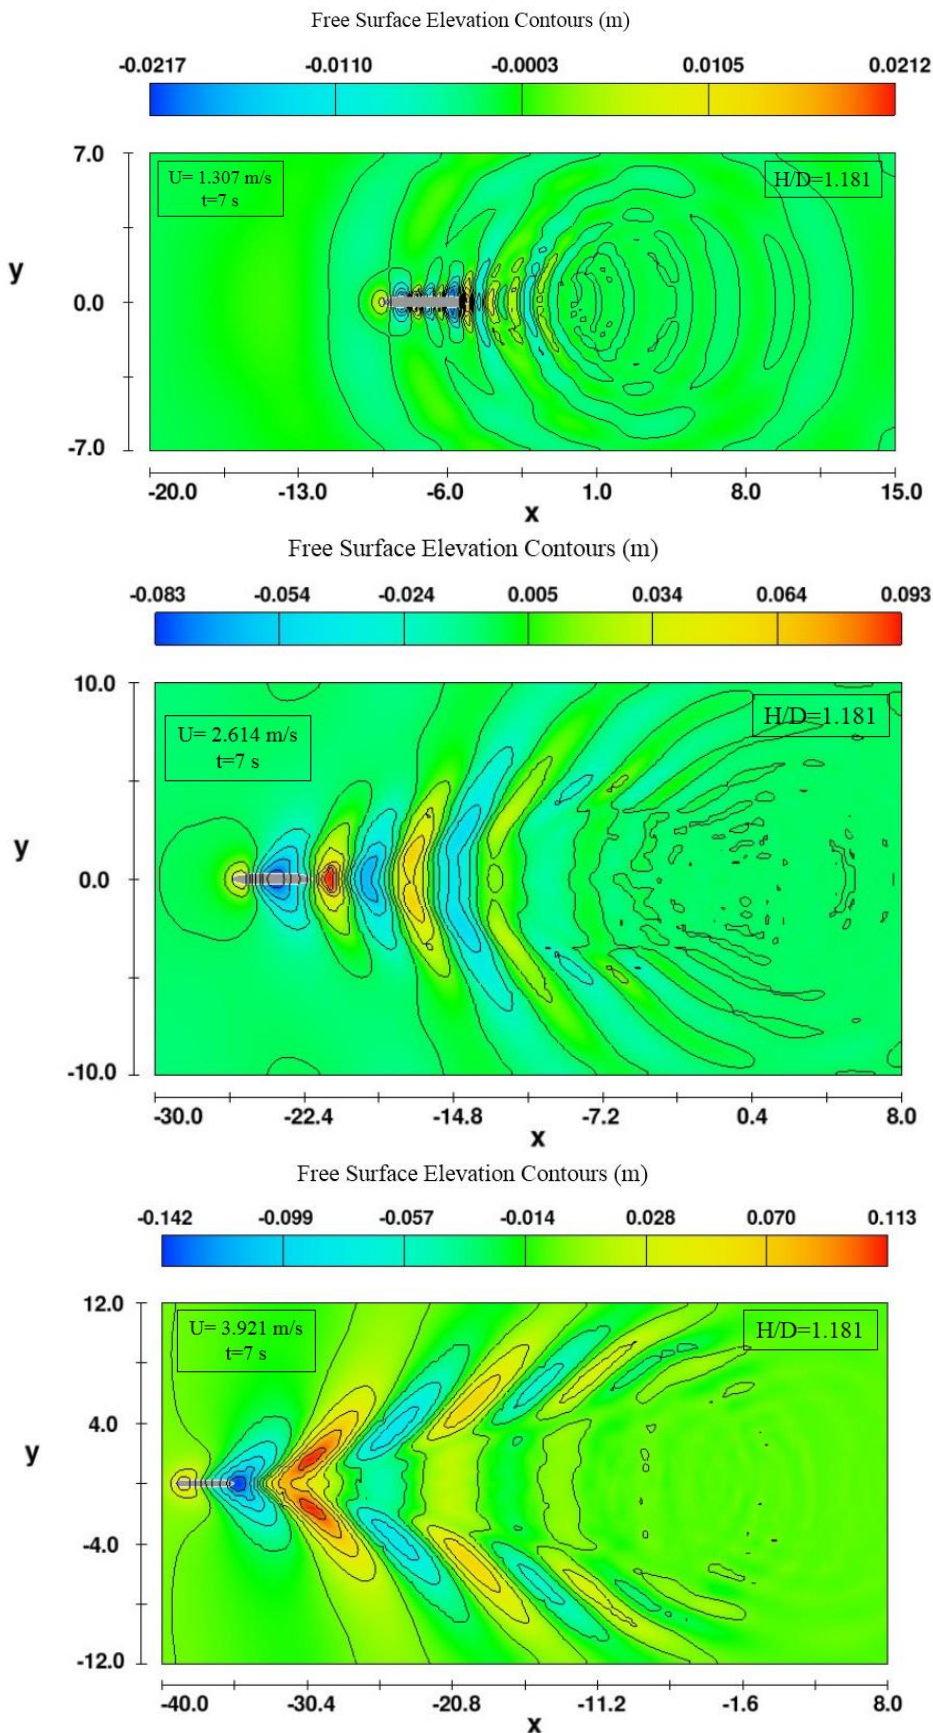 Free Surface Elevation Contours (m)
-0.0217 -0.0110 -0.0003 0.0105 0.0212
7.0
U= 1.307 m/s
t=7 s
H/D=1.181
y
0.0
-7.0
-20.0 -13.0 -6.0 1.0 8.0 15.0
x
Free Surface Elevation Contours (m)
-0.083 -0.054 -0.024 0.005 0.034 0.064 0.093
10.0
U= 2.614 m/s
t=7 s
H/D=1.181
y
0.0
-10.0
-30.0 -22.4 -14.8 -7.2 0.4 8.0
x
Free Surface Elevation Contours (m)
-0.142 -0.099 -0.057 -0.014 0.028 0.070 0.113
12.0
U= 3.921 m/s
t=7 s
H/D=1.181
4.0
y
-4.0
-12.0
-40.0 -30.4 -20.8 -11.2 -1.6 8.0
x